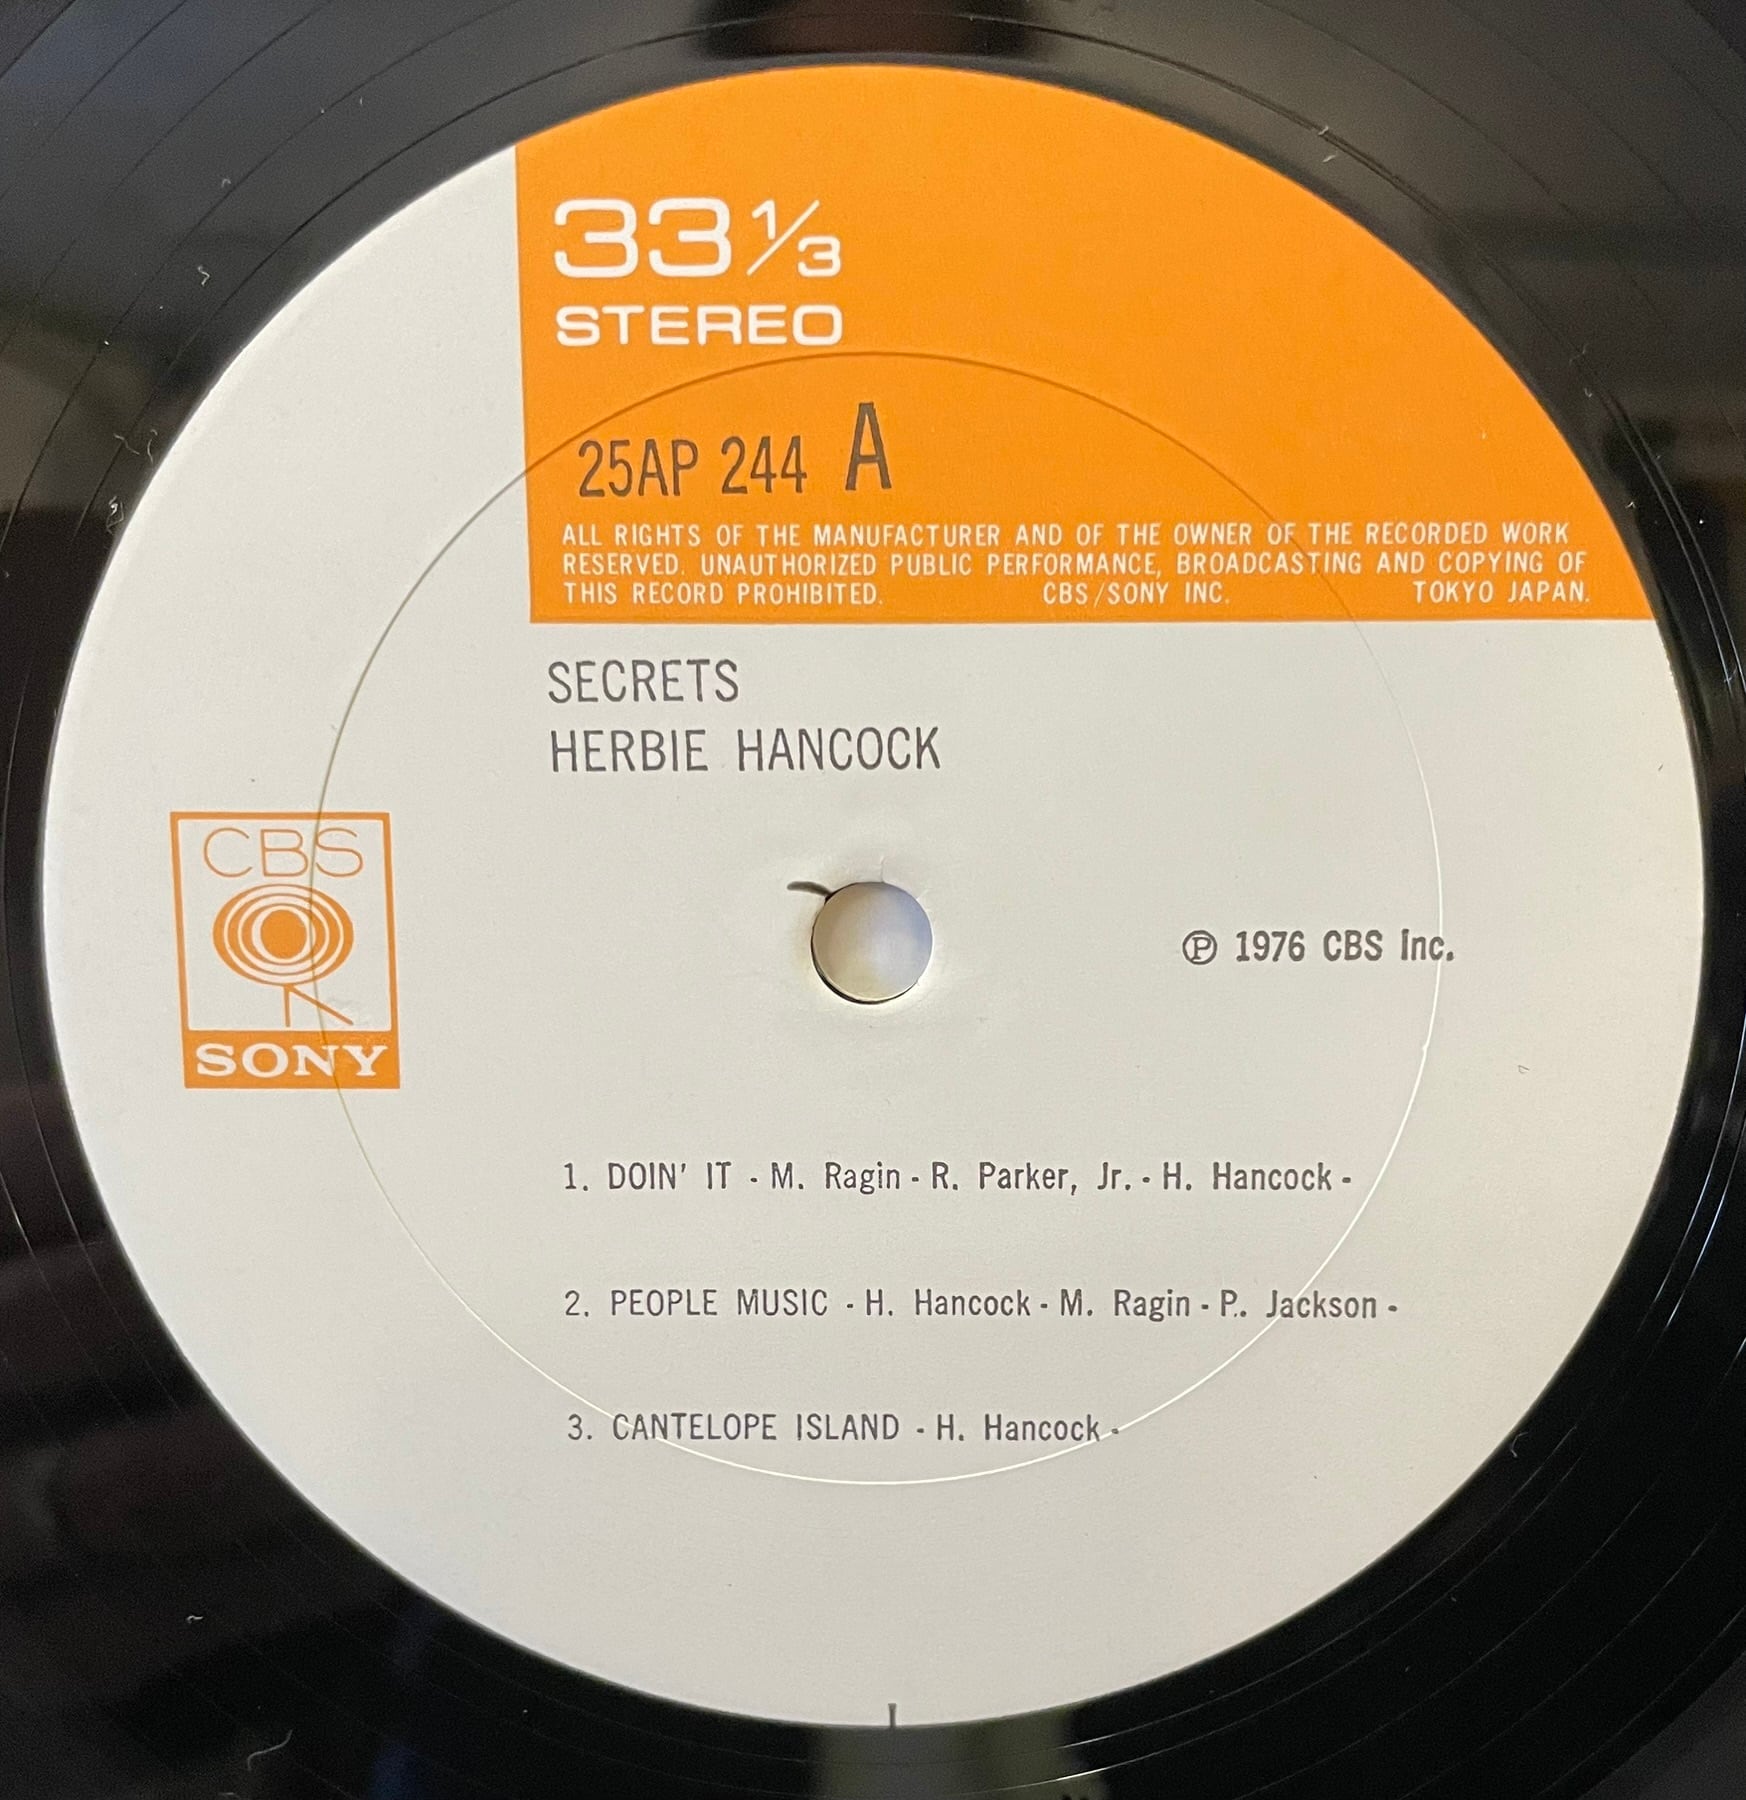 33 1/3
STEREO
25AP 244 A
ALL RIGHTS OF THE MANUFACTURER AND OF THE OWNER OF THE RECORDED WORK
RESERVED. UNAUTHORIZED PUBLIC PERFORMANCE, BROADCASTING AND COPYING OF
THIS RECORD PROHIBITED. CBS/SONY INC. TOKYO JAPAN.
SECRETS
HERBIE HANCOCK
CBS
SONY
℗ 1976 CBS Inc.
1. DOIN' IT - M. Ragin - R. Parker, Jr. - H. Hancock -
2. PEOPLE MUSIC - H. Hancock - M. Ragin - P.. Jackson -
3. CANTELOPE ISLAND - H. Hancock -